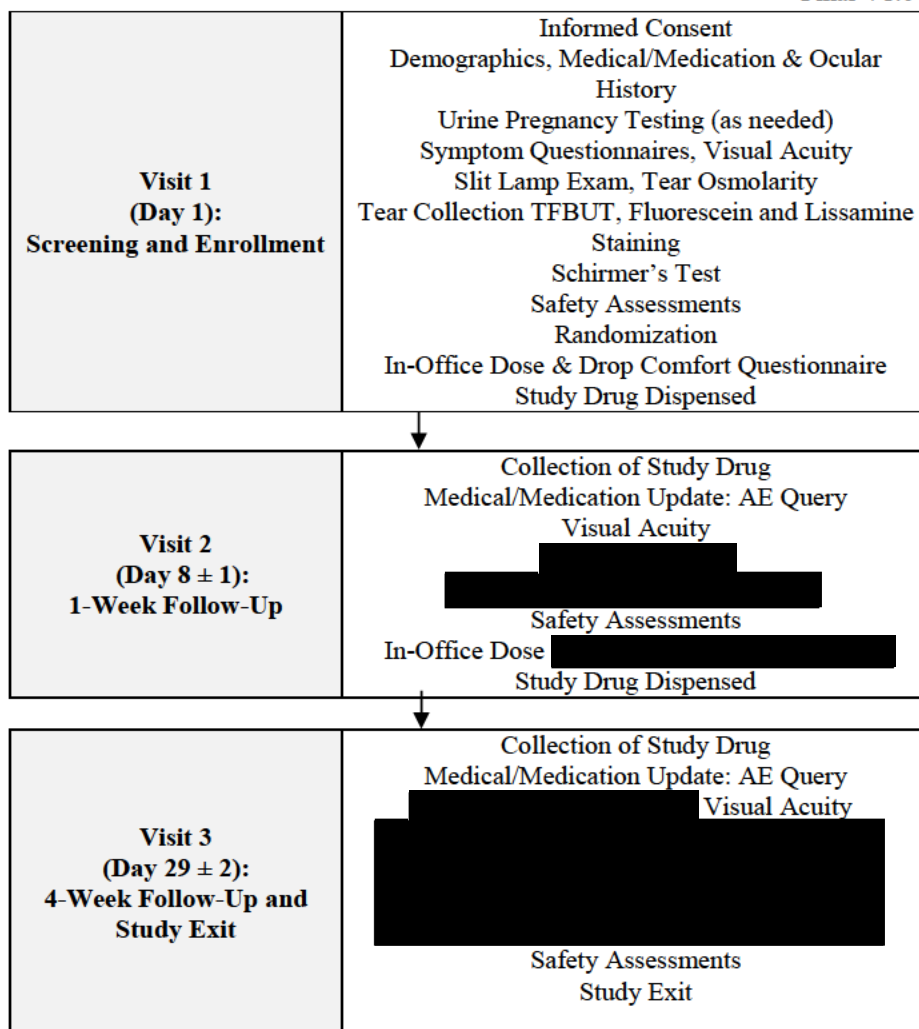 Visit 1
(Day 1):
Screening and Enrollment
Informed Consent
Demographics, Medical/Medication & Ocular
History
Urine Pregnancy Testing (as needed)
Symptom Questionnaires, Visual Acuity
Slit Lamp Exam, Tear Osmolarity
Tear Collection TFBUT, Fluorescein and Lissamine
Staining
Schirmer's Test
Safety Assessments
Randomization
In-Office Dose & Drop Comfort Questionnaire
Study Drug Dispensed
Visit 2
(Day 8 ± 1):
1-Week Follow-Up
Collection of Study Drug
Medical/Medication Update: AE Query
Visual Acuity
Safety Assessments
In-Office Dose
Study Drug Dispensed
Visit 3
(Day 29 ± 2):
4-Week Follow-Up and
Study Exit
Collection of Study Drug
Medical/Medication Update: AE Query
Visual Acuity
Safety Assessments
Study Exit